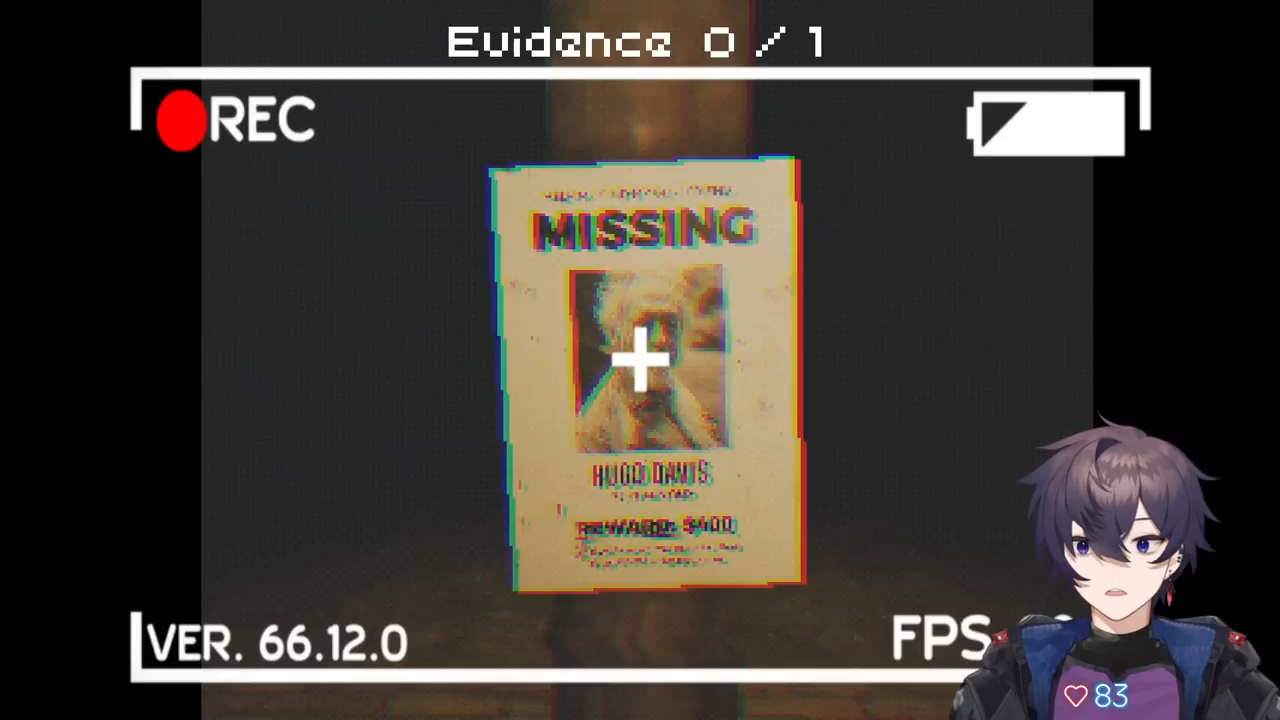 Evidence 0 / 1
REC
MISSING
HUGO DAVIS
REWARD: $400
VER. 66.12.0
FPS
83